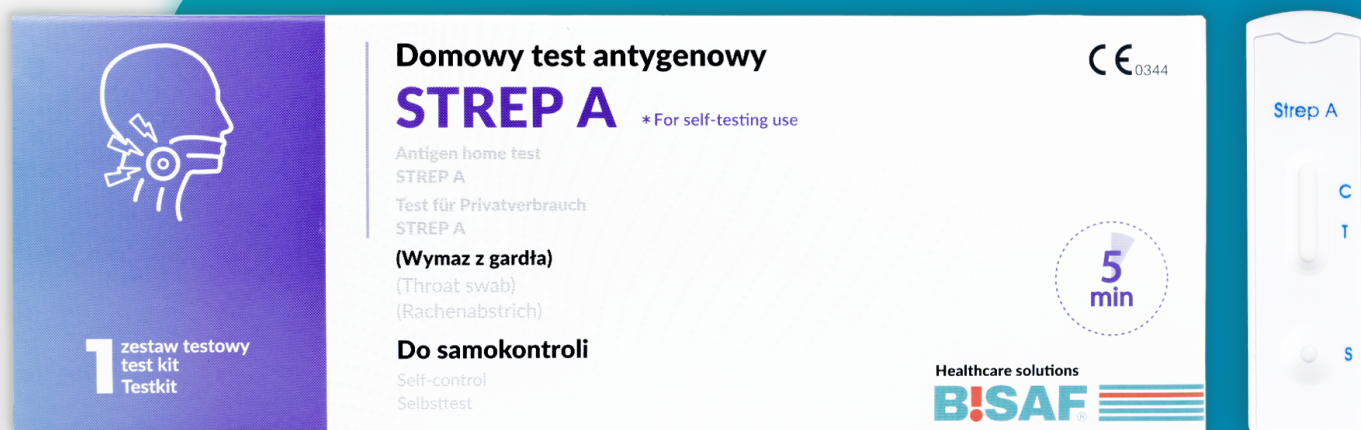 Domowy test antygenowy
STREP A *For self-testing use
Antigen home test
STREP A
Test für Privatverbrauch
STREP A
(Wymaz z gardła)
(Throat swab)
(Rachenabstrich)
Do samokontroli
Self-control
Selbsttest
1 zestaw testowy
test kit
Testkit
CE 0344
5
min
Healthcare solutions
B!SAF ®
Strep A
C
T
S